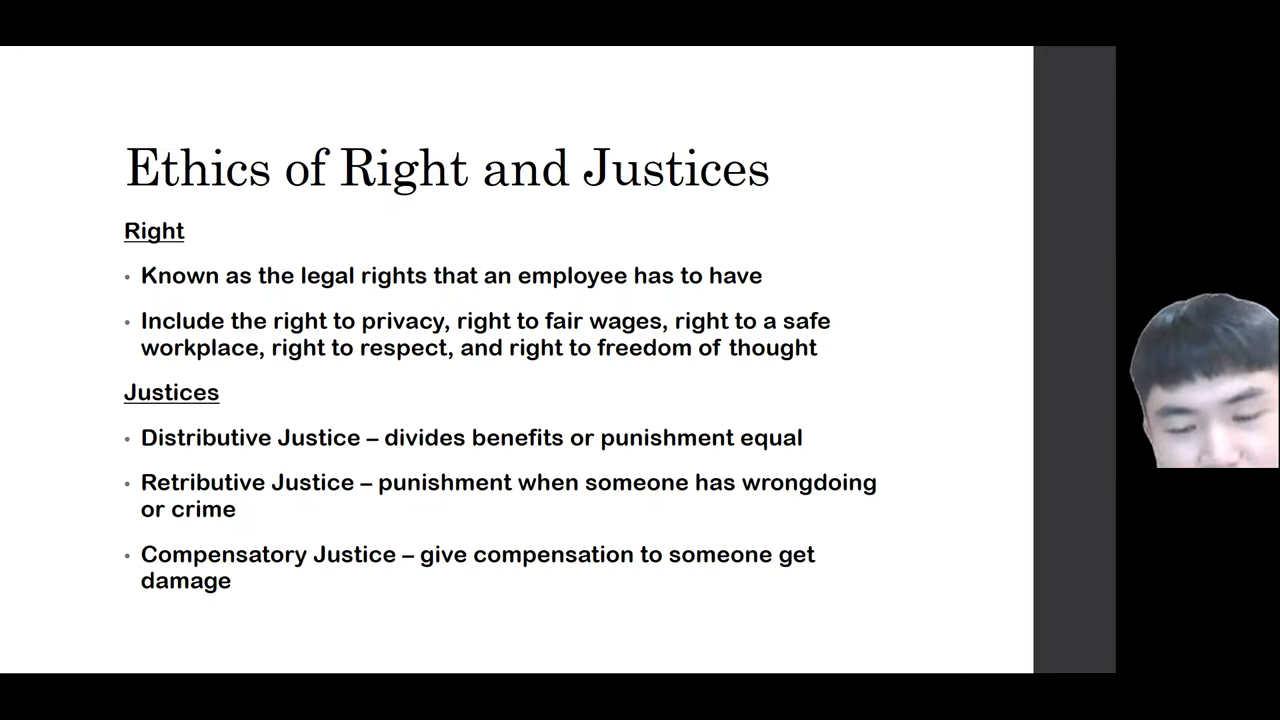 Ethics of Right and Justices
Right
• Known as the legal rights that an employee has to have
• Include the right to privacy, right to fair wages, right to a safe
workplace, right to respect, and right to freedom of thought
Justices
• Distributive Justice – divides benefits or punishment equal
• Retributive Justice – punishment when someone has wrongdoing
or crime
• Compensatory Justice – give compensation to someone get
damage